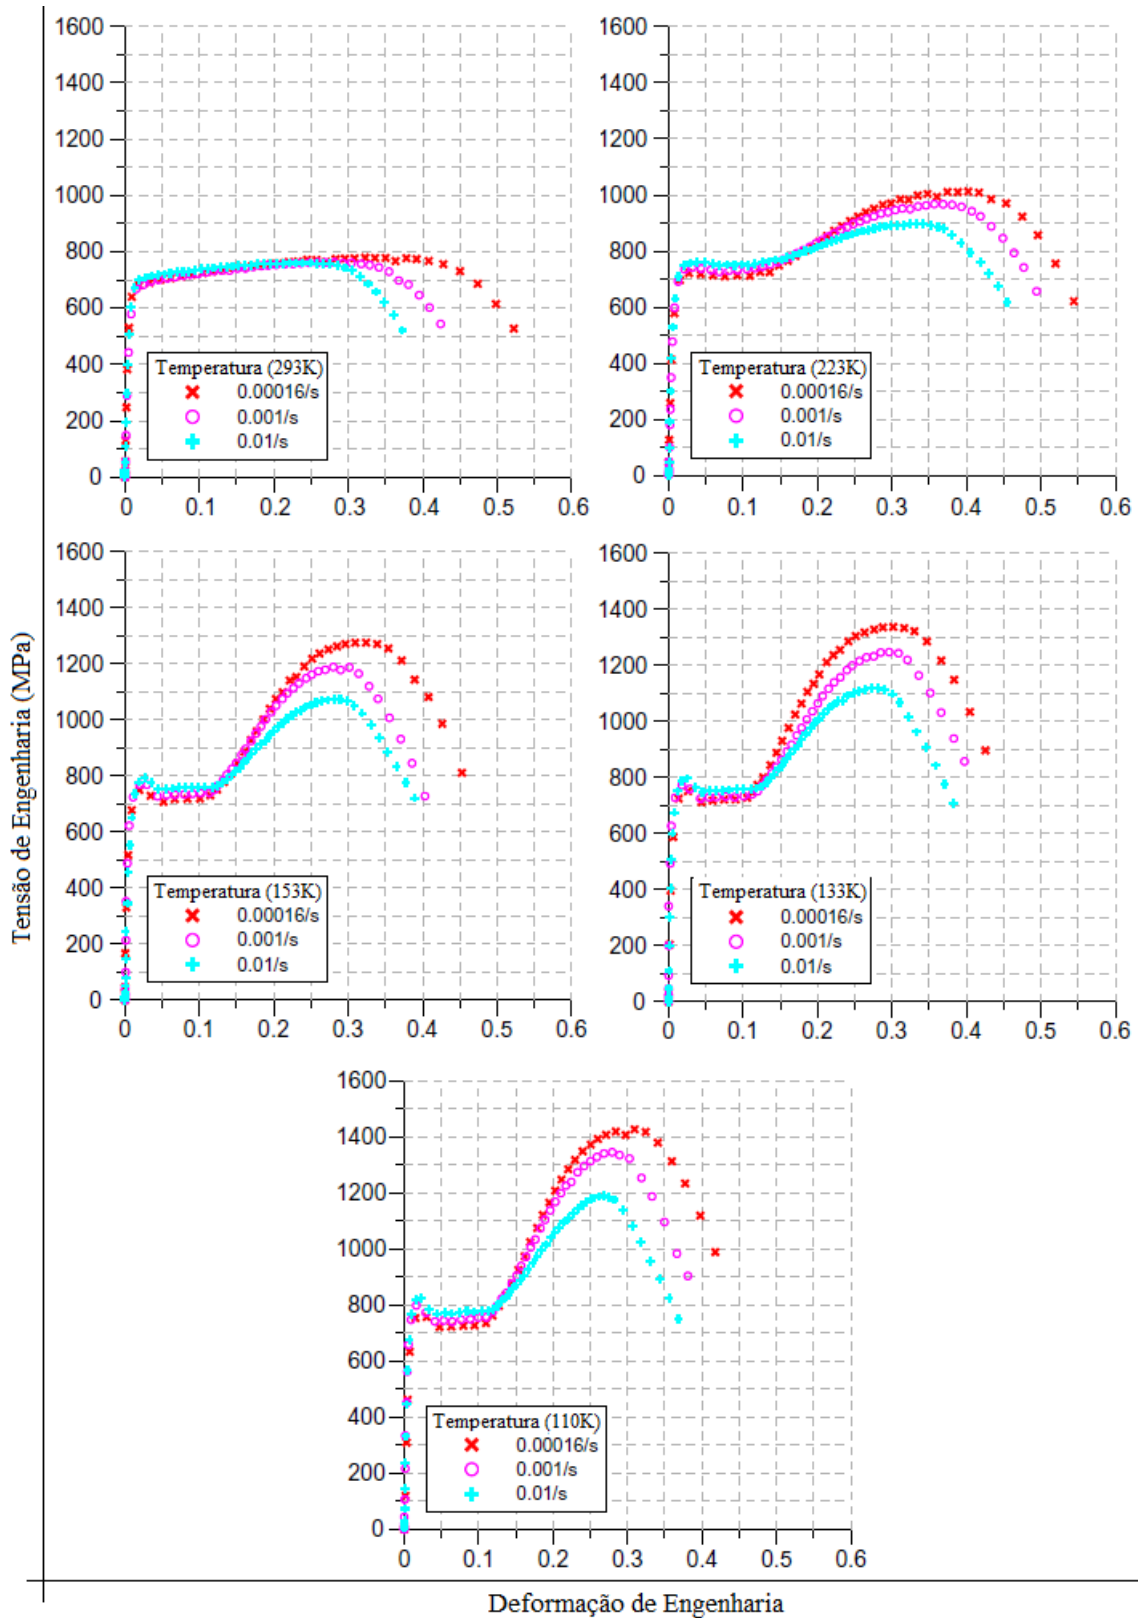 1600
1400
1200
1000
800
600
400
200
0
0 0.1 0.2 0.3 0.4 0.5 0.6
Temperatura (293K)
0.00016/s
0.001/s
0.01/s
1600
1400
1200
1000
800
600
400
200
0
0 0.1 0.2 0.3 0.4 0.5 0.6
Temperatura (223K)
0.00016/s
0.001/s
0.01/s
Tensão de Engenharia (MPa)
1600
1400
1200
1000
800
600
400
200
0
0 0.1 0.2 0.3 0.4 0.5 0.6
Temperatura (153K)
0.00016/s
0.001/s
0.01/s
1600
1400
1200
1000
800
600
400
200
0
0 0.1 0.2 0.3 0.4 0.5 0.6
Temperatura (133K)
0.00016/s
0.001/s
0.01/s
1600
1400
1200
1000
800
600
400
200
0
0 0.1 0.2 0.3 0.4 0.5 0.6
Temperatura (110K)
0.00016/s
0.001/s
0.01/s
Deformação de Engenharia